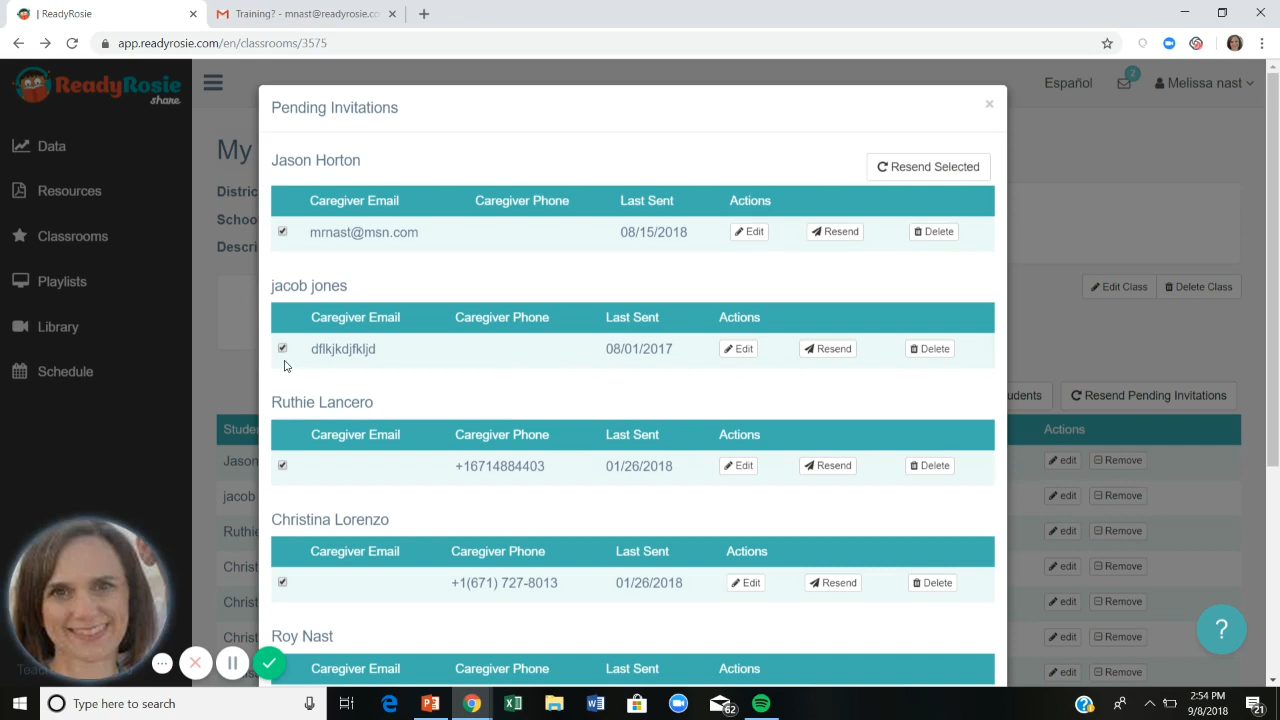 | ReadyRosie
Training? - mnast@readyrosie.co
app.readyrosie.com/en/classrooms/3575
ReadyRosie
share
Español
2
Melissa nast
Data
Resources
Classrooms
Playlists
Library
Schedule
My
Distric
Schoo
Descri
Pending Invitations
×
Jason Horton
Resend Selected
Caregiver Email Caregiver Phone Last Sent Actions
mrnast@msn.com 08/15/2018 Edit Resend Delete
jacob jones
Caregiver Email Caregiver Phone Last Sent Actions
dflkjkdjfkljd 08/01/2017 Edit Resend Delete
Ruthie Lancero
Caregiver Email Caregiver Phone Last Sent Actions
+16714884403 01/26/2018 Edit Resend Delete
Christina Lorenzo
Caregiver Email Caregiver Phone Last Sent Actions
+1(671) 727-8013 01/26/2018 Edit Resend Delete
Roy Nast
Caregiver Email Caregiver Phone Last Sent Actions
Edit Class Delete Class
udents Resend Pending Invitations
Stude Actions
Jason edit Remove
jacob edit Remove
Ruthie edit Remove
Christ edit Remove
Christ edit Remove
Christ edit Remove
edit Remove
?
Type here to search
62
2:54 PM
9/8/2018
21